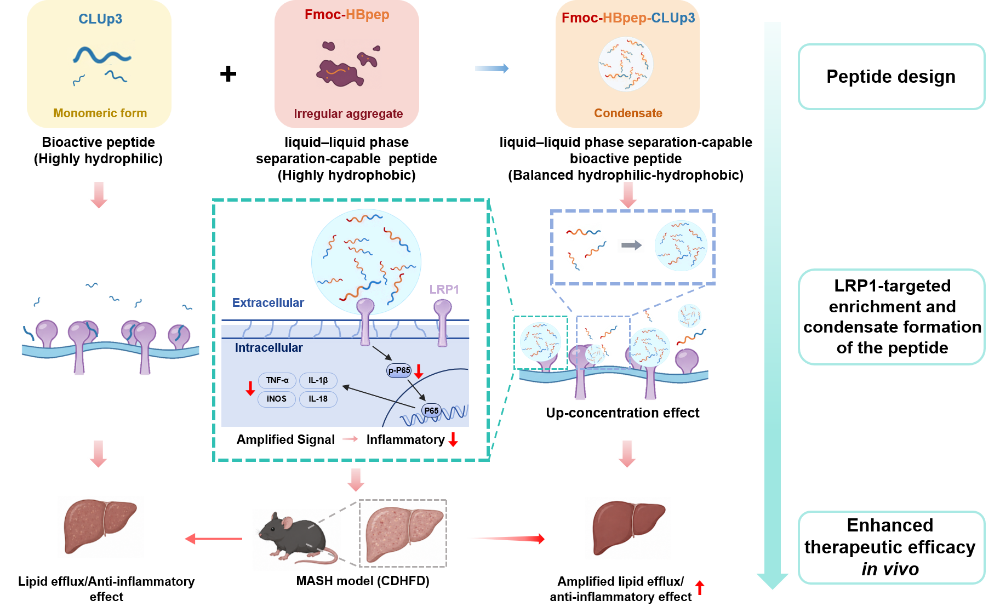 CLUp3
Monomeric form
Bioactive peptide
(Highly hydrophilic)
+
Fmoc-HBpep
Irregular aggregate
liquid–liquid phase
separation-capable peptide
(Highly hydrophobic)
Fmoc-HBpep-CLUp3
Condensate
liquid–liquid phase separation-capable
bioactive peptide
(Balanced hydrophilic-hydrophobic)
Peptide design
LRP1
Extracellular
Intracellular
p-P65
TNF-α
IL-1β
iNOS
IL-18
P65
Amplified Signal
Inflammatory
Up-concentration effect
LRP1-targeted
enrichment and
condensate formation
of the peptide
Lipid efflux/Anti-inflammatory
effect
MASH model (CDHFD)
Amplified lipid efflux/
anti-inflammatory effect
Enhanced
therapeutic efficacy
in vivo